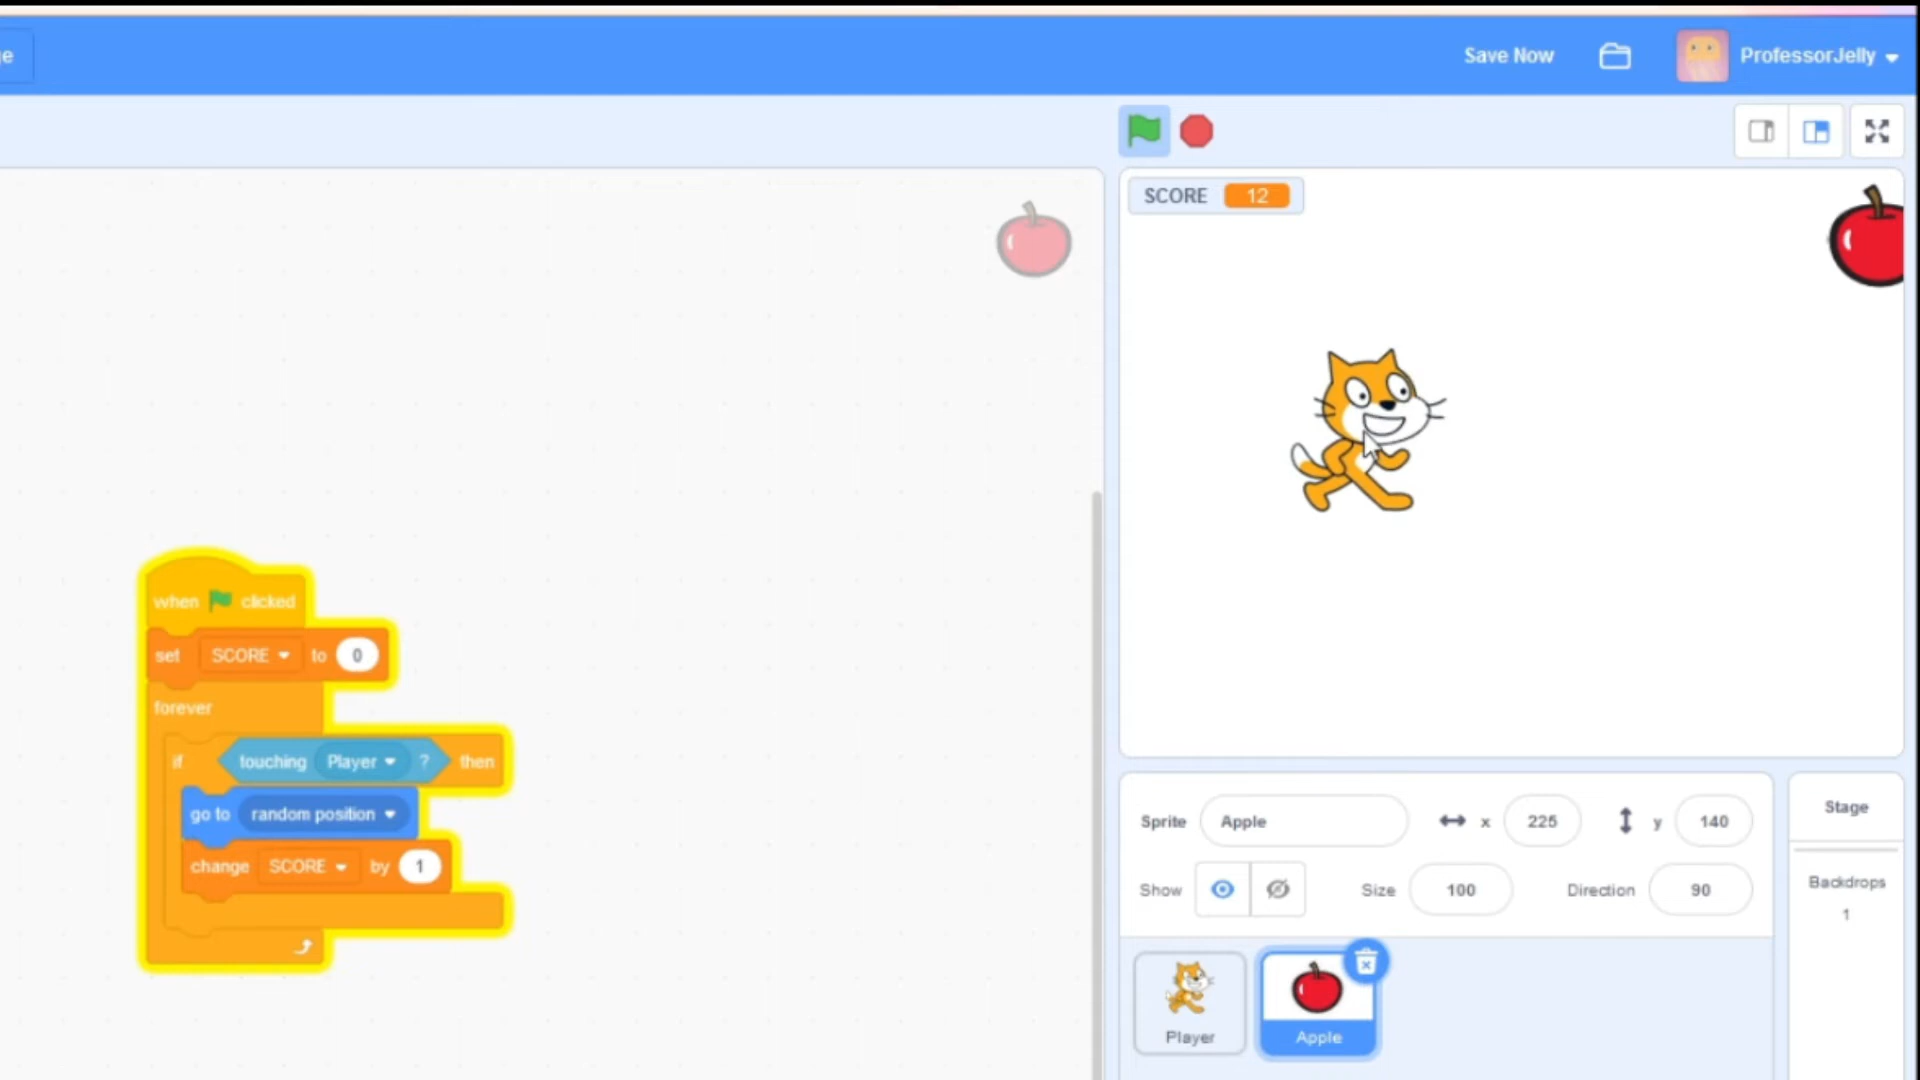 ge
Save Now
ProfessorJelly
SCORE 12
when clicked
set SCORE to 0
forever
if touching Player ? then
go to random position
change SCORE by 1
Sprite Apple x 225 y 140
Show Size 100 Direction 90
Stage
Backdrops
1
Player
Apple